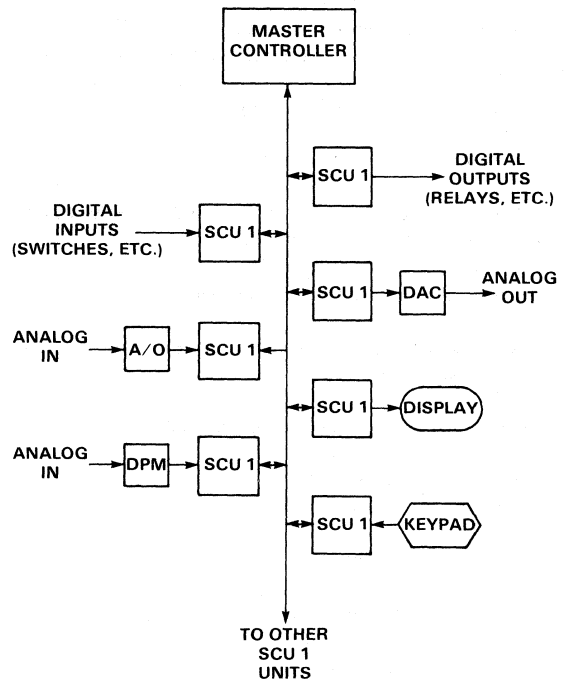 MASTER
CONTROLLER
SCU 1
DIGITAL
OUTPUTS
(RELAYS, ETC.)
DIGITAL
INPUTS
(SWITCHES, ETC.)
SCU 1
SCU 1
DAC
ANALOG
OUT
ANALOG
IN
A/O
SCU 1
SCU 1
DISPLAY
ANALOG
IN
DPM
SCU 1
SCU 1
KEYPAD
TO OTHER
SCU 1
UNITS